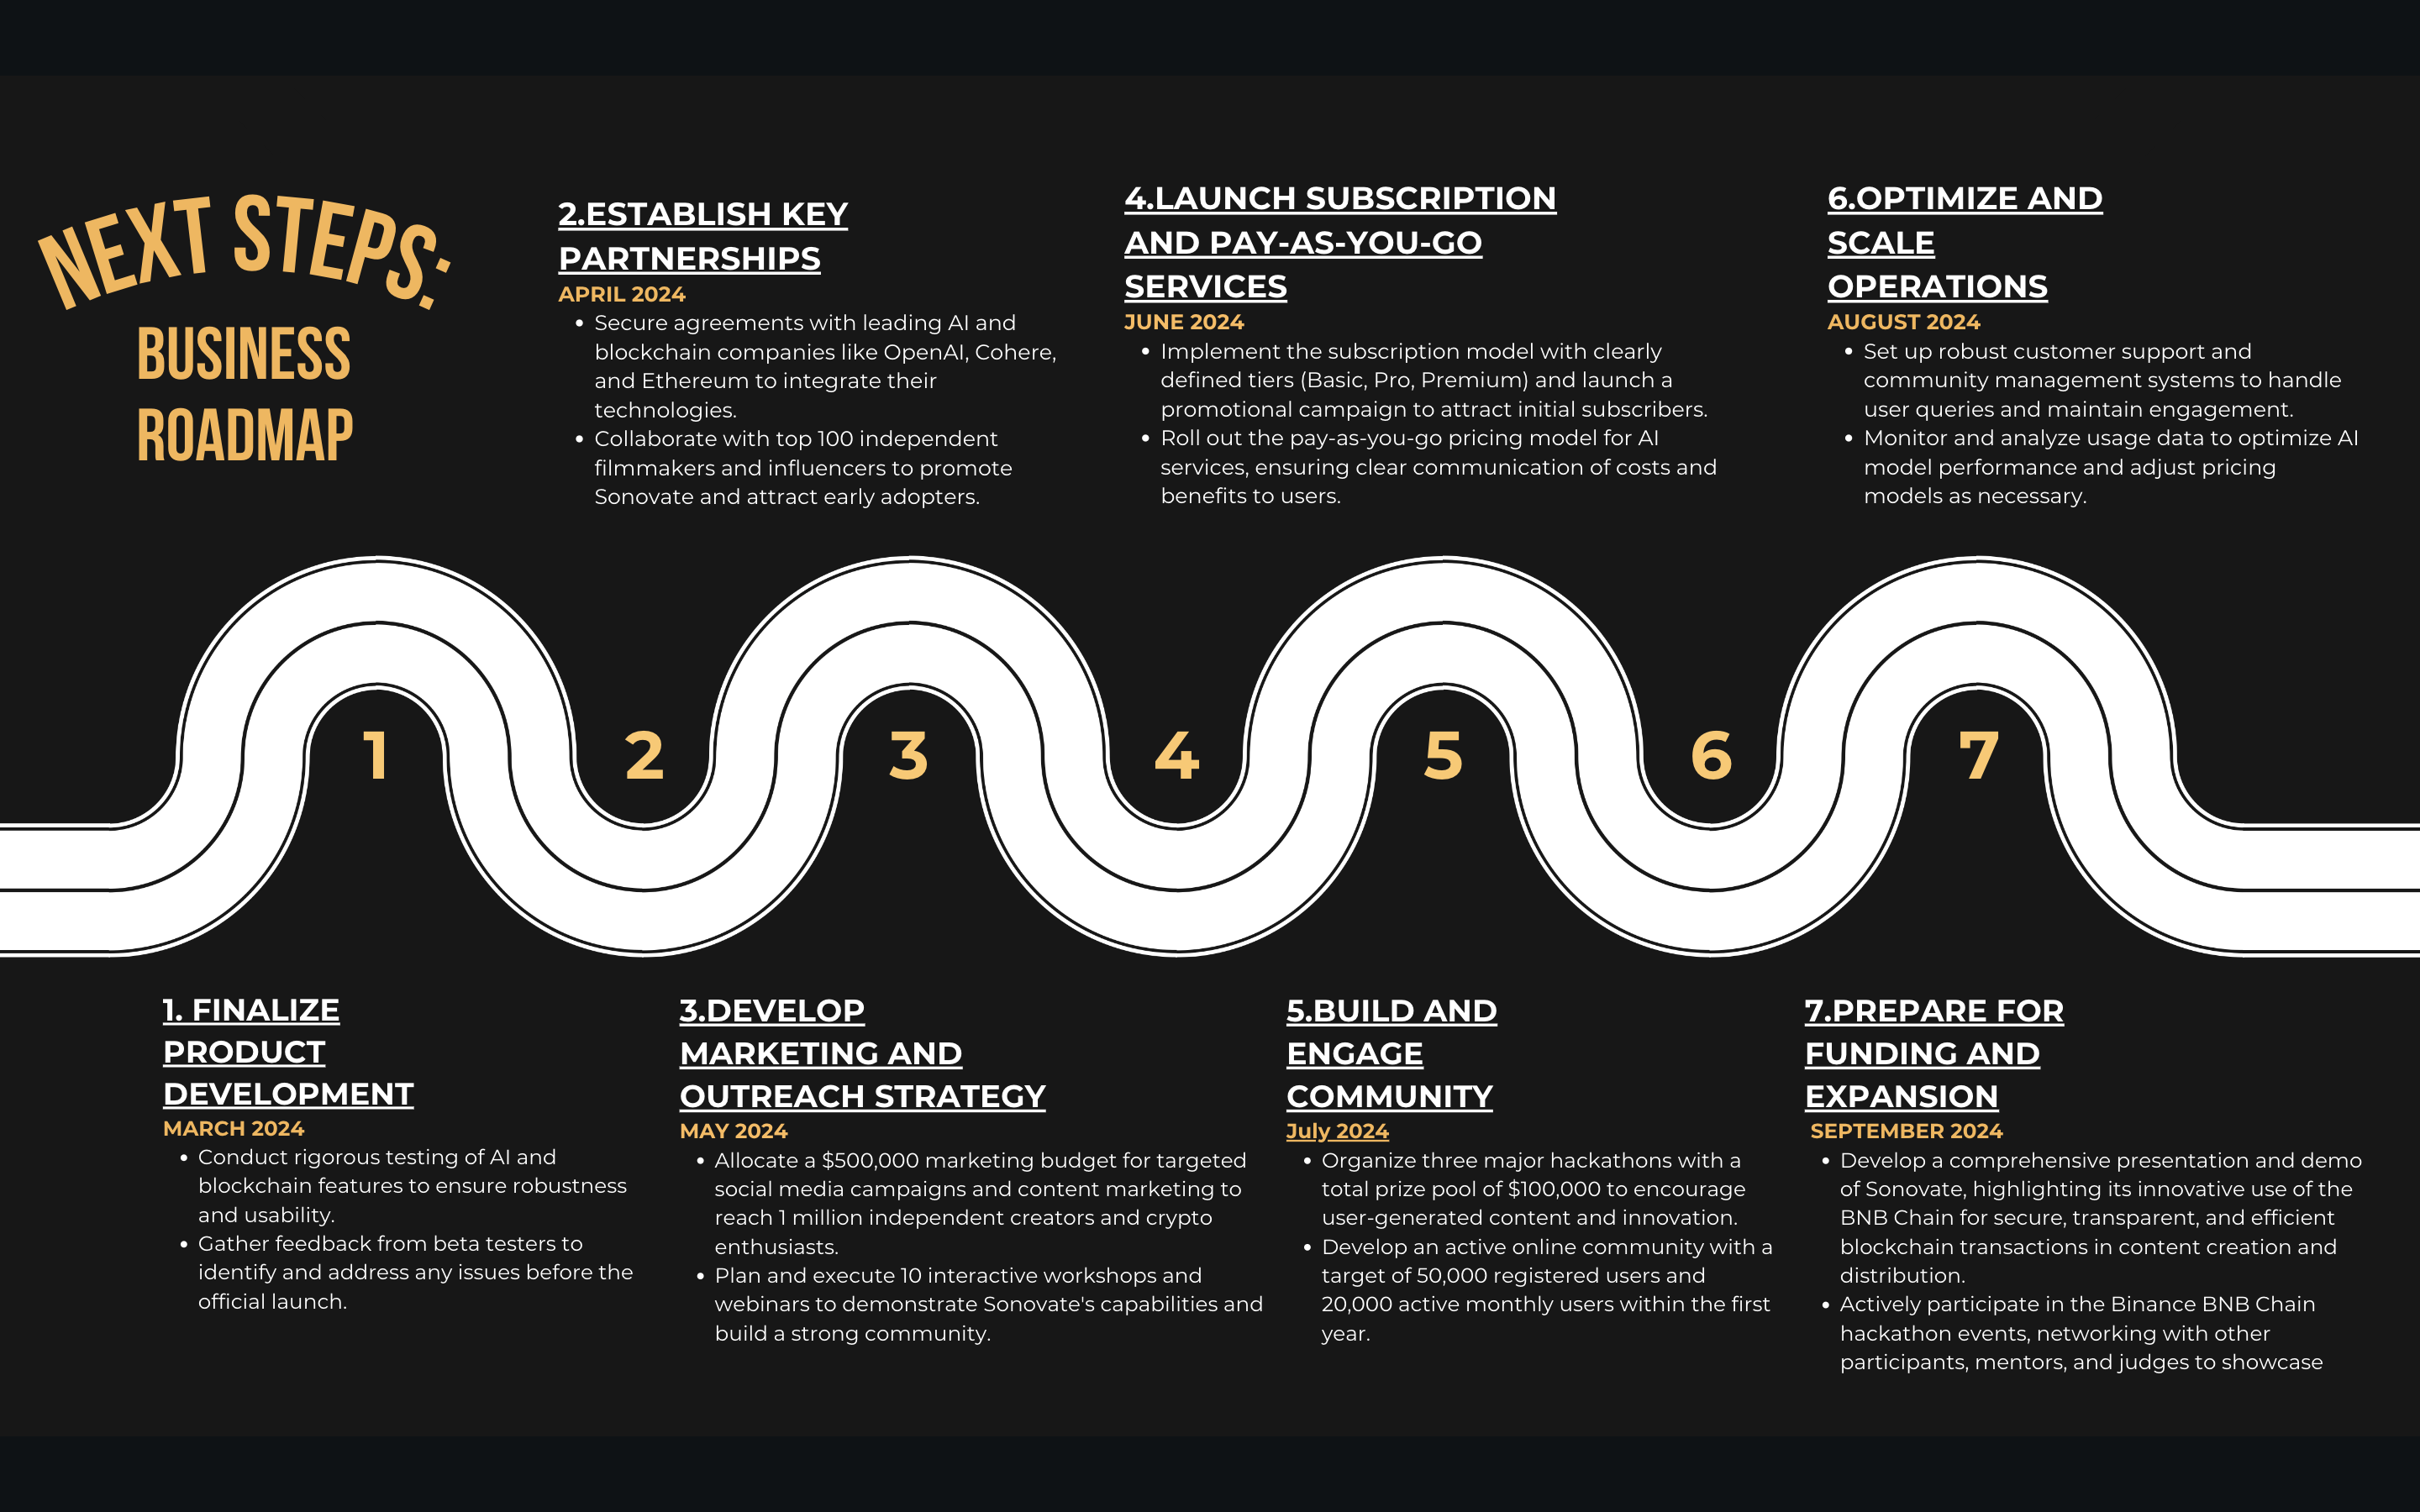 NEXT STEPS:
BUSINESS
ROADMAP
2.ESTABLISH KEY
PARTNERSHIPS
APRIL 2024
• Secure agreements with leading AI and
blockchain companies like OpenAI, Cohere,
and Ethereum to integrate their
technologies.
• Collaborate with top 100 independent
filmmakers and influencers to promote
Sonovate and attract early adopters.
4.LAUNCH SUBSCRIPTION
AND PAY-AS-YOU-GO
SERVICES
JUNE 2024
• Implement the subscription model with clearly
defined tiers (Basic, Pro, Premium) and launch a
promotional campaign to attract initial subscribers.
• Roll out the pay-as-you-go pricing model for AI
services, ensuring clear communication of costs and
benefits to users.
6.OPTIMIZE AND
SCALE
OPERATIONS
AUGUST 2024
• Set up robust customer support and
community management systems to handle
user queries and maintain engagement.
• Monitor and analyze usage data to optimize AI
model performance and adjust pricing
models as necessary.
1
2
3
4
5
6
7
1. FINALIZE
PRODUCT
DEVELOPMENT
MARCH 2024
• Conduct rigorous testing of AI and
blockchain features to ensure robustness
and usability.
• Gather feedback from beta testers to
identify and address any issues before the
official launch.
3.DEVELOP
MARKETING AND
OUTREACH STRATEGY
MAY 2024
• Allocate a $500,000 marketing budget for targeted
social media campaigns and content marketing to
reach 1 million independent creators and crypto
enthusiasts.
• Plan and execute 10 interactive workshops and
webinars to demonstrate Sonovate's capabilities and
build a strong community.
5.BUILD AND
ENGAGE
COMMUNITY
July 2024
• Organize three major hackathons with a
total prize pool of $100,000 to encourage
user-generated content and innovation.
• Develop an active online community with a
target of 50,000 registered users and
20,000 active monthly users within the first
year.
7.PREPARE FOR
FUNDING AND
EXPANSION
SEPTEMBER 2024
• Develop a comprehensive presentation and demo
of Sonovate, highlighting its innovative use of the
BNB Chain for secure, transparent, and efficient
blockchain transactions in content creation and
distribution.
• Actively participate in the Binance BNB Chain
hackathon events, networking with other
participants, mentors, and judges to showcase